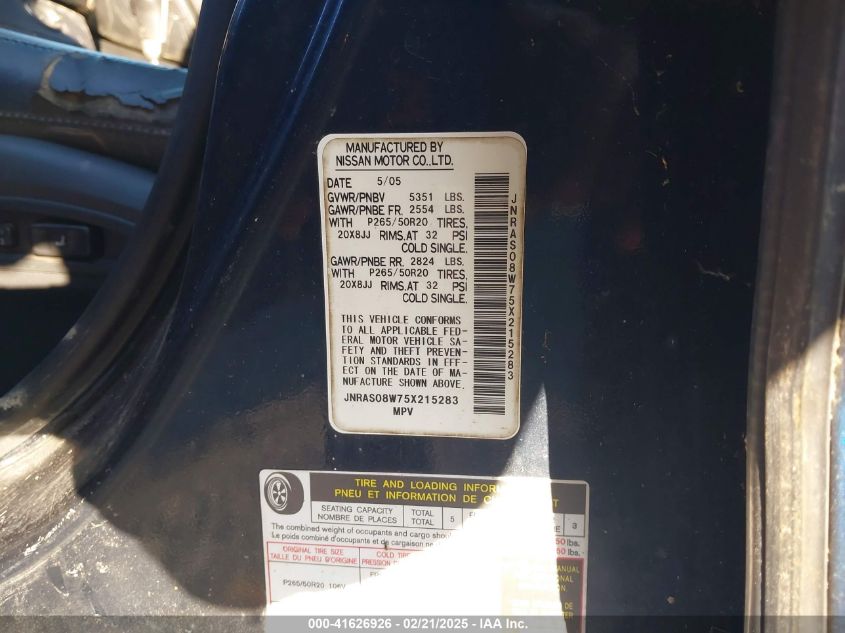 MANUFACTURED BY
NISSAN MOTOR CO.,LTD.
DATE 5/05
GVWR/PNBV 5351 LBS.
GAWR/PNBE FR. 2554 LBS.
WITH P265/50R20 TIRES,
20X8JJ RIMS,AT 32 PSI
COLD SINGLE.
GAWR/PNBE RR. 2824 LBS.
WITH P265/50R20 TIRES,
20X8JJ RIMS,AT 32 PSI
COLD SINGLE.
THIS VEHICLE CONFORMS
TO ALL APPLICABLE FED-
ERAL MOTOR VEHICLE SA-
FETY AND THEFT PREVEN-
TION STANDARDS IN EFF-
ECT ON THE DATE OF MA-
NUFACTURE SHOWN ABOVE.
JNRAS08W75X215283
MPV
JNRAS08W75X215283
TIRE AND LOADING
PNEU ET INFORMATION DE
SEATING CAPACITY TOTAL 5 3
NOMBRE DE PLACES TOTAL
The combined weight of occupants and cargo
Le poids combiné d'occupants et de cargaison lbs.
lbs.
ORIGINAL TIRE SIZE COLD
TAILLE DU PNEU D'ORIGINE PRESSION
MANUAL
P265/50R20
000-41626926 - 02/21/2025 - IAA Inc.